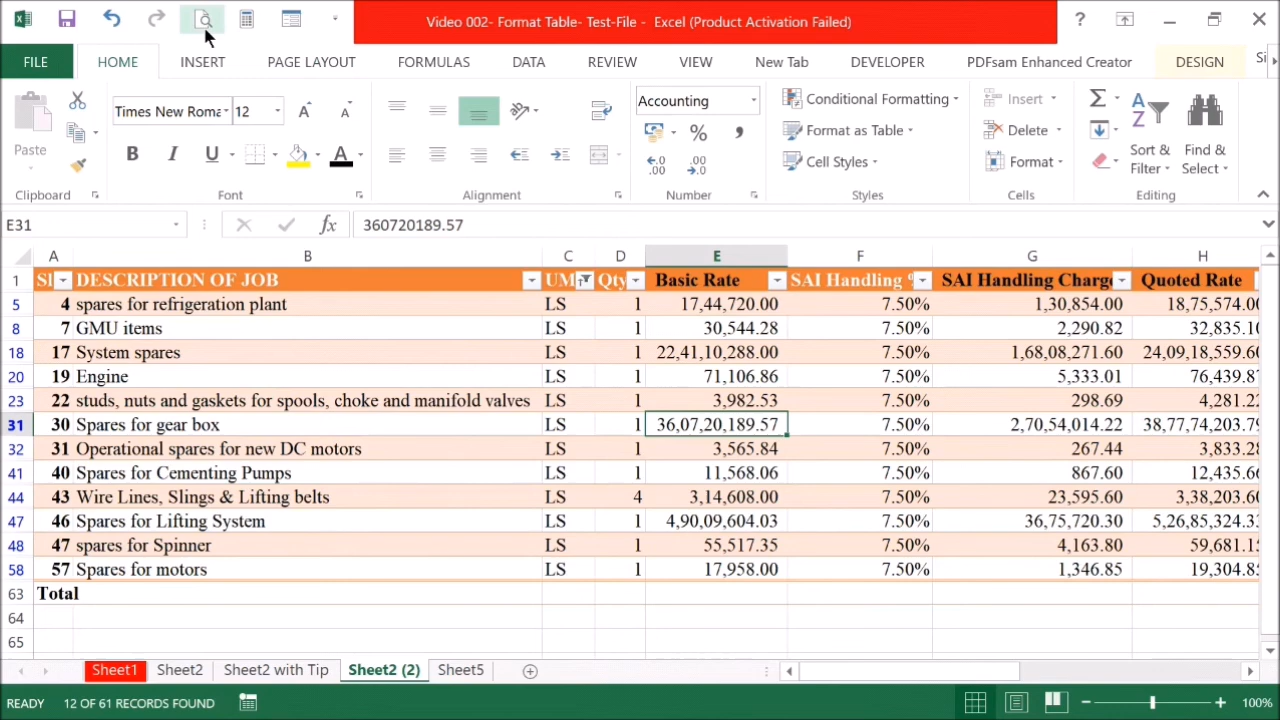 Video 002- Format Table- Test-File - Excel (Product Activation Failed)
FILE HOME INSERT PAGE LAYOUT FORMULAS DATA REVIEW VIEW New Tab DEVELOPER PDFsam Enhanced Creator DESIGN Si
Paste
Clipboard
Times New Roma 12
B I U
Font
Alignment
Accounting
Number
Conditional Formatting
Format as Table
Cell Styles
Styles
Insert
Delete
Format
Cells
Sort & Filter
Find & Select
Editing
E31 fx 360720189.57
A B C D E F G H
1 Sl DESCRIPTION OF JOB UM Qty Basic Rate SAI Handling % SAI Handling Charg Quoted Rate
5 4 spares for refrigeration plant LS 1 17,44,720.00 7.50% 1,30,854.00 18,75,574.00
8 7 GMU items LS 1 30,544.28 7.50% 2,290.82 32,835.10
18 17 System spares LS 1 22,41,10,288.00 7.50% 1,68,08,271.60 24,09,18,559.60
20 19 Engine LS 1 71,106.86 7.50% 5,333.01 76,439.87
23 22 studs, nuts and gaskets for spools, choke and manifold valves LS 1 3,982.53 7.50% 298.69 4,281.22
31 30 Spares for gear box LS 1 36,07,20,189.57 7.50% 2,70,54,014.22 38,77,74,203.79
32 31 Operational spares for new DC motors LS 1 3,565.84 7.50% 267.44 3,833.28
41 40 Spares for Cementing Pumps LS 1 11,568.06 7.50% 867.60 12,435.66
44 43 Wire Lines, Slings & Lifting belts LS 4 3,14,608.00 7.50% 23,595.60 3,38,203.60
47 46 Spares for Lifting System LS 1 4,90,09,604.03 7.50% 36,75,720.30 5,26,85,324.33
48 47 spares for Spinner LS 1 55,517.35 7.50% 4,163.80 59,681.15
58 57 Spares for motors LS 1 17,958.00 7.50% 1,346.85 19,304.85
63 Total
64
65
Sheet1 Sheet2 Sheet2 with Tip Sheet2 (2) Sheet5
READY 12 OF 61 RECORDS FOUND 100%